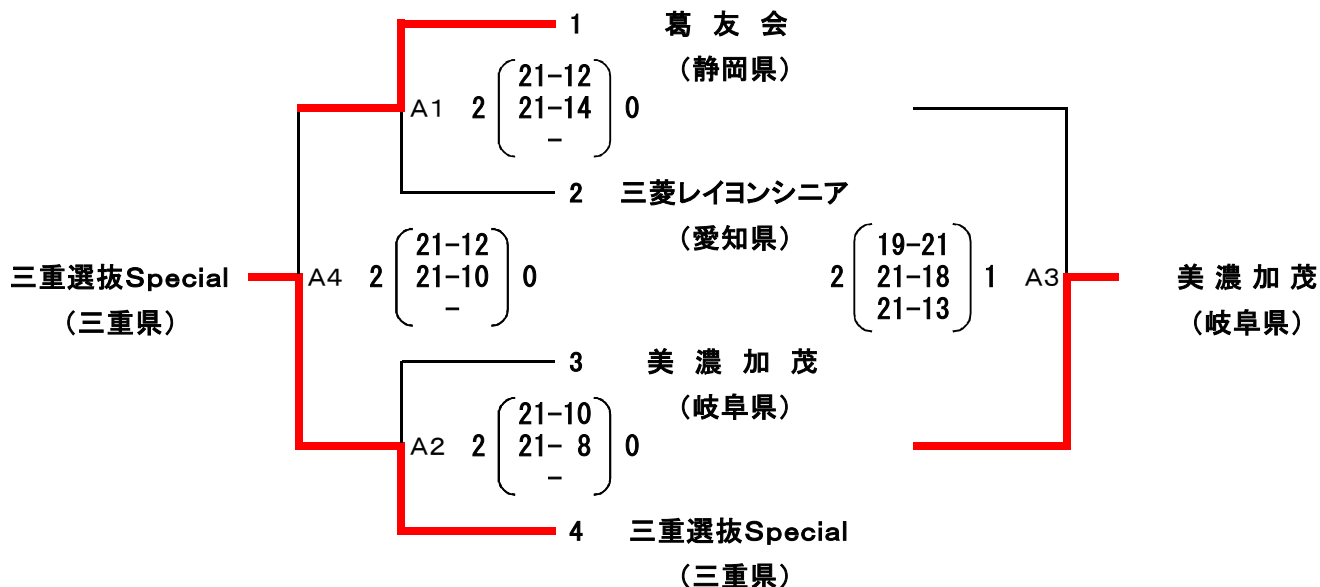 1 葛 友 会
（静岡県）
A1 2 21-12 0
21-14
-
2 三菱レイヨンシニア
（愛知県）
三重選抜Special
（三重県）
A4 2 21-12 0
21-10
-
2 19-21 1 A3
21-18
21-13
美 濃 加 茂
（岐阜県）
3 美 濃 加 茂
（岐阜県）
A2 2 21-10 0
21- 8
-
4 三重選抜Special
（三重県）